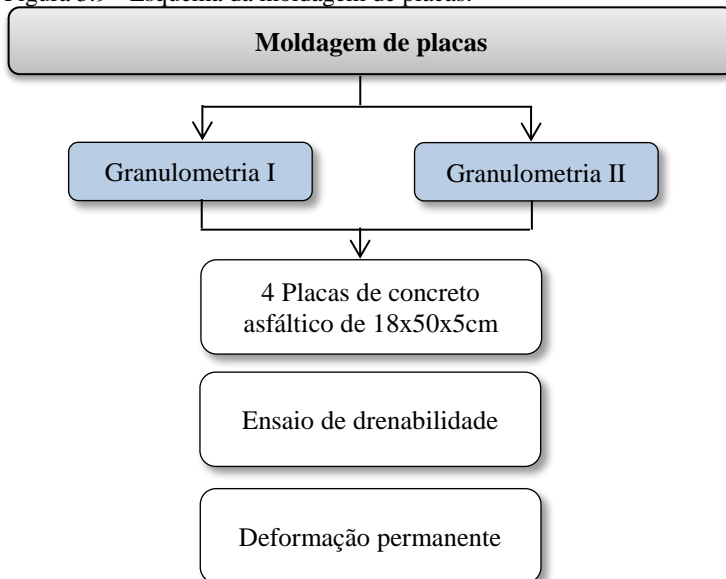 Figura 3.9 - Esquema da moldagem de placas.
Moldagem de placas
Granulometria I
Granulometria II
4 Placas de concreto
asfáltico de 18x50x5cm
Ensaio de drenabilidade
Deformação permanente